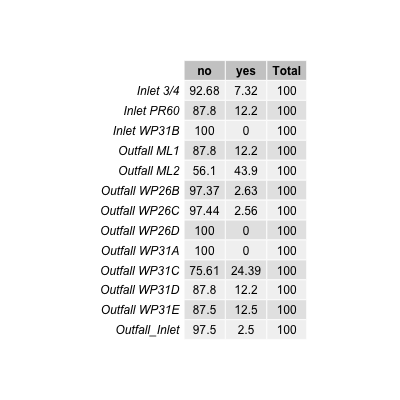 no yes Total
Inlet 3/4 92.68 7.32 100
Inlet PR60 87.8 12.2 100
Inlet WP31B 100 0 100
Outfall ML1 87.8 12.2 100
Outfall ML2 56.1 43.9 100
Outfall WP26B 97.37 2.63 100
Outfall WP26C 97.44 2.56 100
Outfall WP26D 100 0 100
Outfall WP31A 100 0 100
Outfall WP31C 75.61 24.39 100
Outfall WP31D 87.8 12.2 100
Outfall WP31E 87.5 12.5 100
Outfall_Inlet 97.5 2.5 100